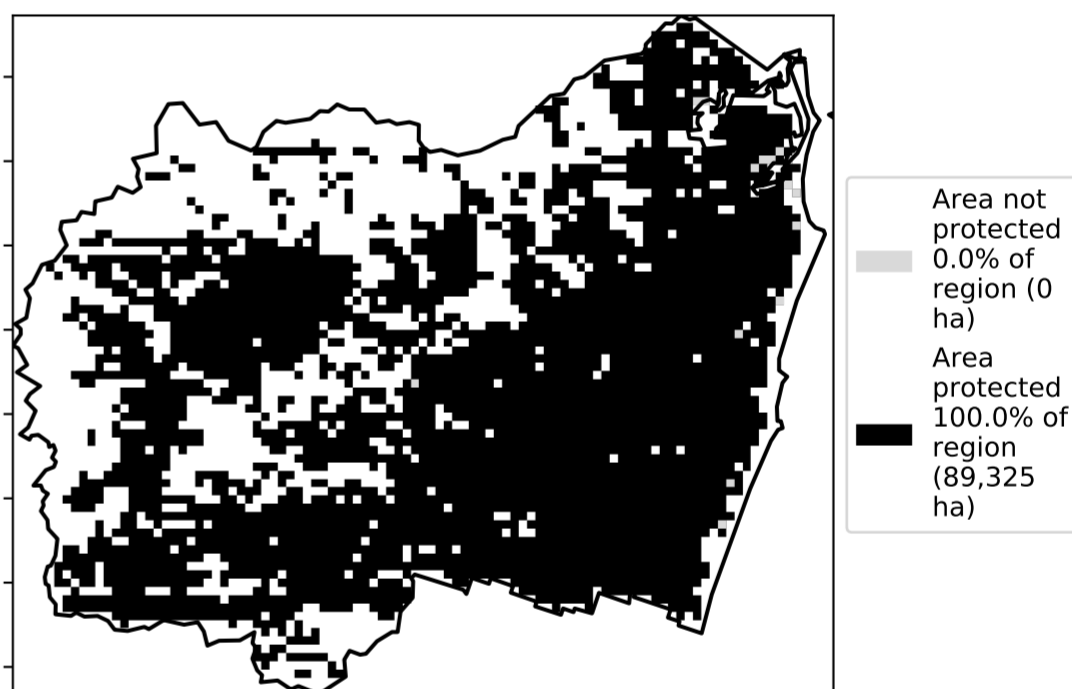 Area not
protected
0.0% of
region (0
ha)
Area
protected
100.0% of
region
(89,325
ha)